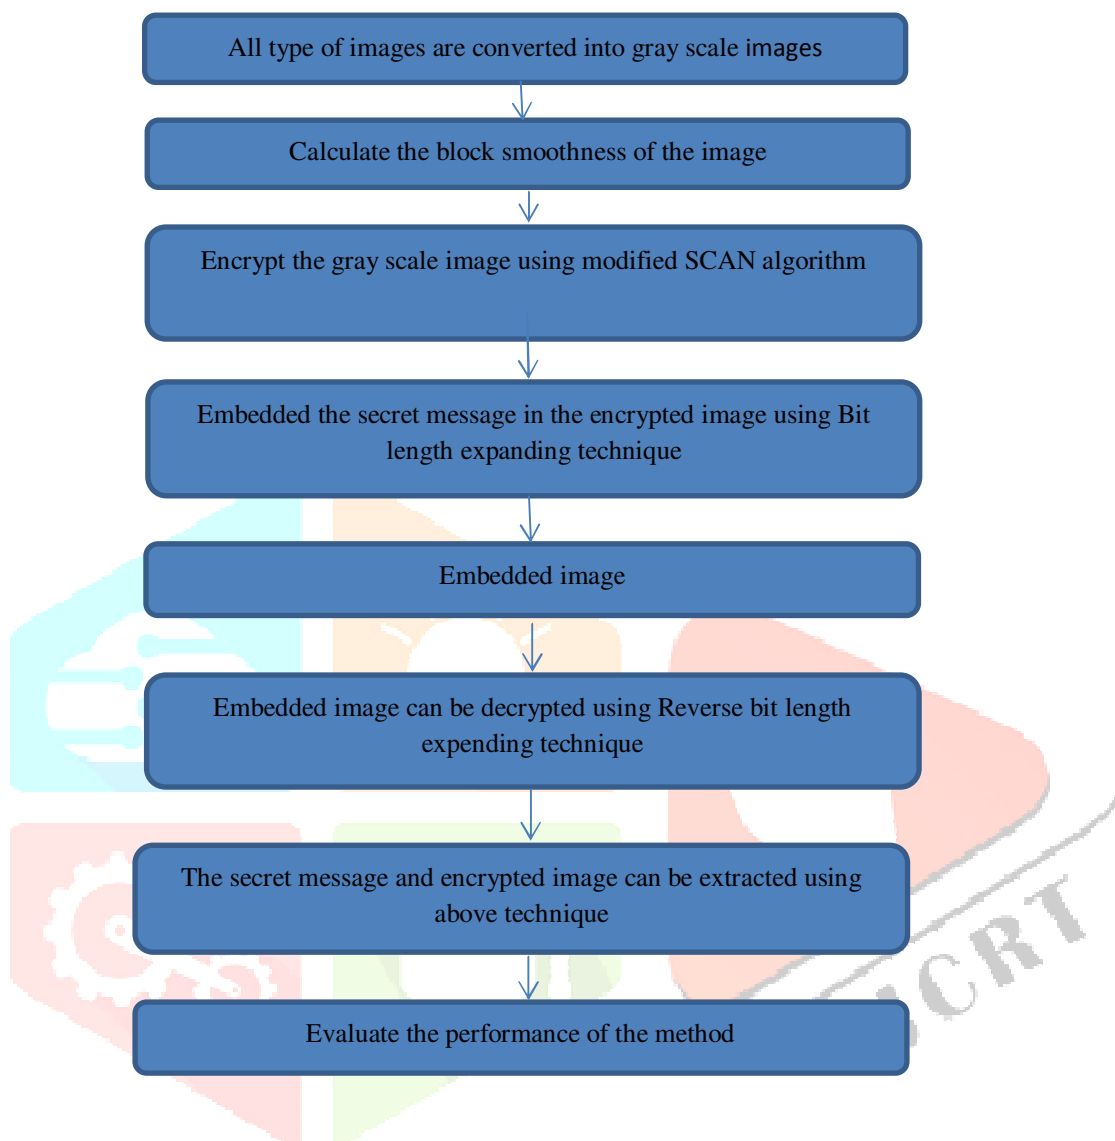 All type of images are converted into gray scale images
Calculate the block smoothness of the image
Encrypt the gray scale image using modified SCAN algorithm
Embedded the secret message in the encrypted image using Bit
length expanding technique
Embedded image
Embedded image can be decrypted using Reverse bit length
expending technique
The secret message and encrypted image can be extracted using
above technique
Evaluate the performance of the method